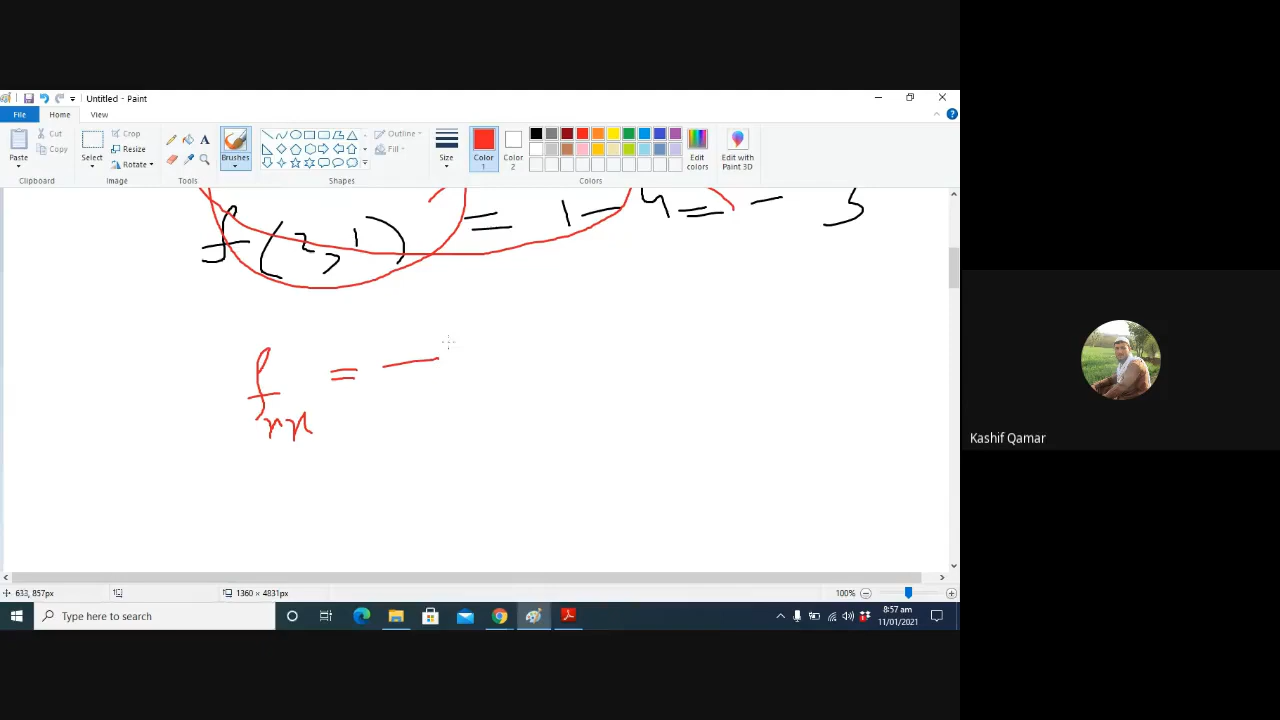 Untitled - Paint
File Home View
Paste Cut Copy Clipboard
Select Crop Resize Rotate Image
Tools
Brushes
Outline Fill Shapes
Size
Color 1 Color 2 Colors
Edit colors
Edit with Paint 3D
f(2,1) = 1 - 4 = - 3
f xx = —
Kashif Qamar
633, 857px 1360 × 4831px 100%
Type here to search 8:57 am
11/01/2021